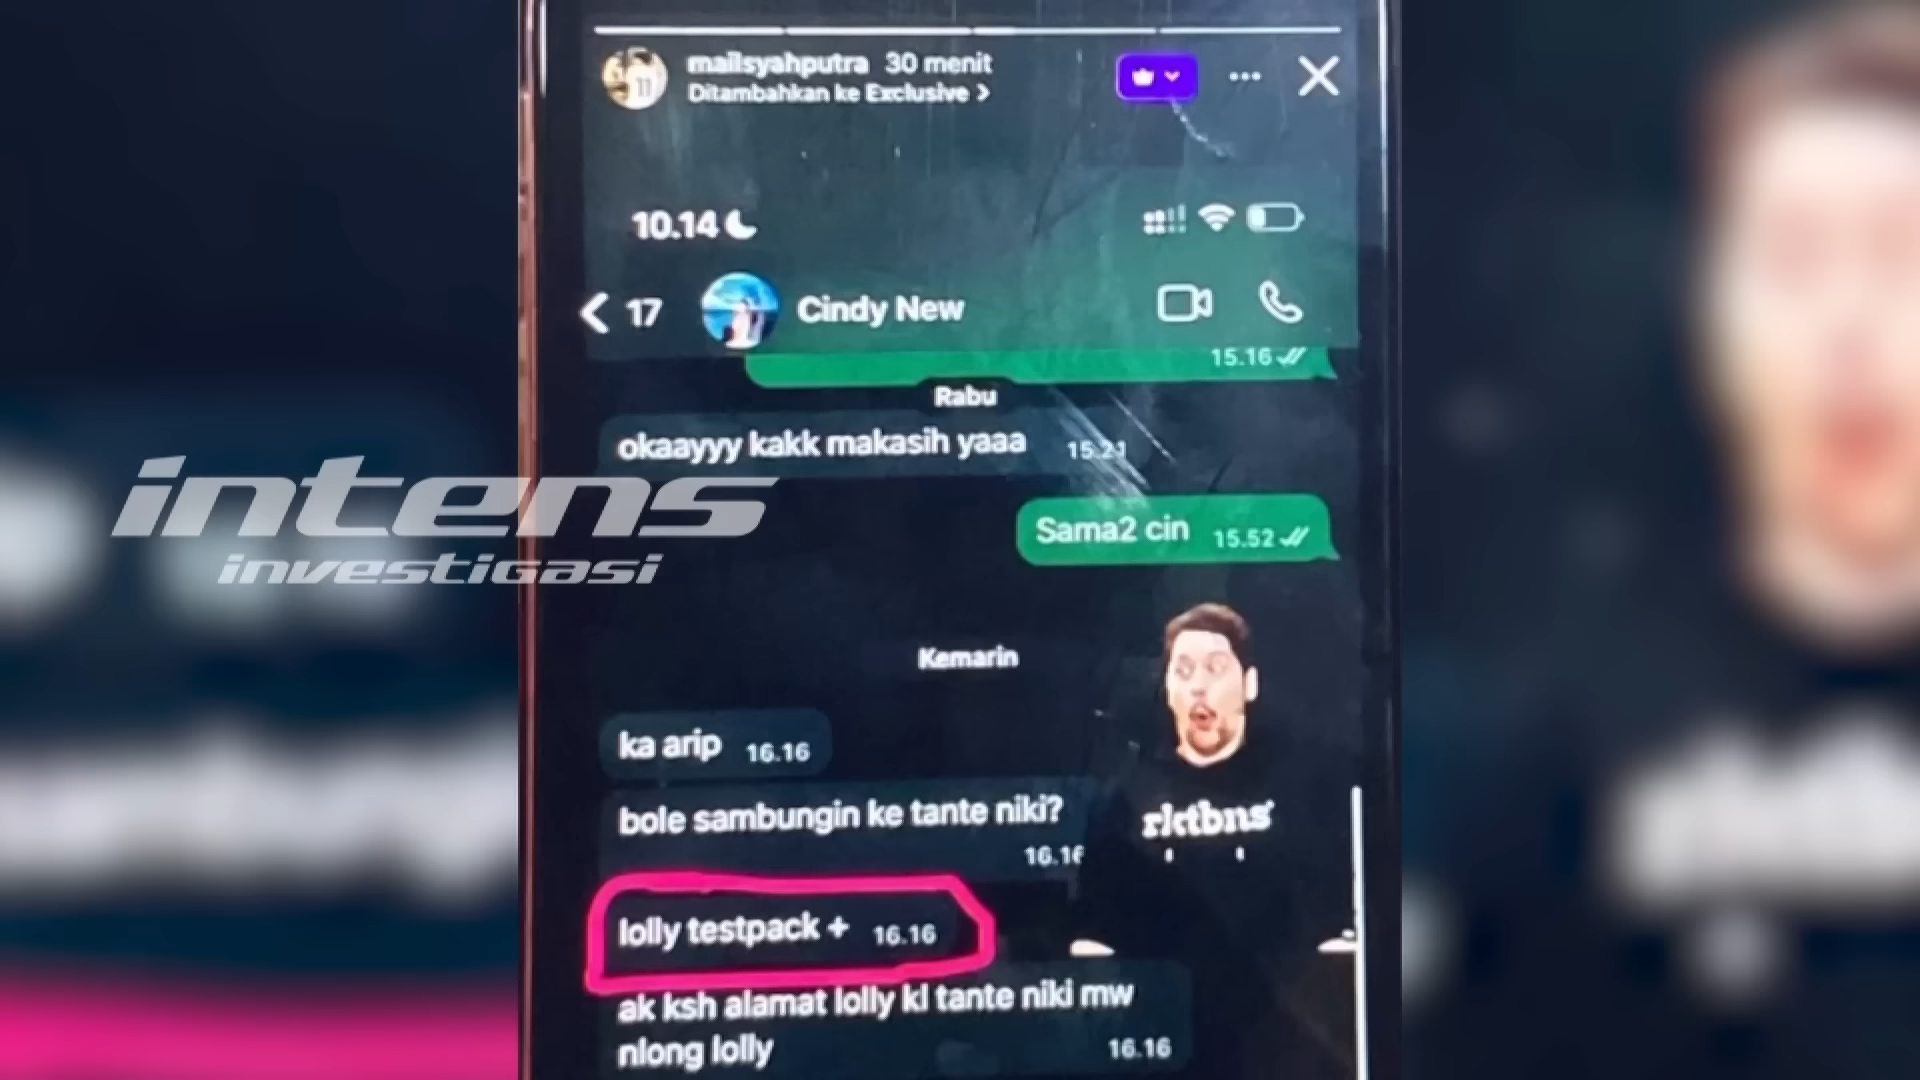 mailsyahputra 30 menit
Ditambahkan ke Exclusive >
10.14
17 Cindy New
15.16
Rabu
okaayyy kakk makasih yaaa 15.21
Sama2 cin 15.52
intens
investigasi
Kemarin
ka arip 16.16
bole sambungin ke tante niki?
16.16
rktbns
lolly testpack + 16.16
ak ksh alamat lolly kl tante niki mw
nlong lolly 16.16